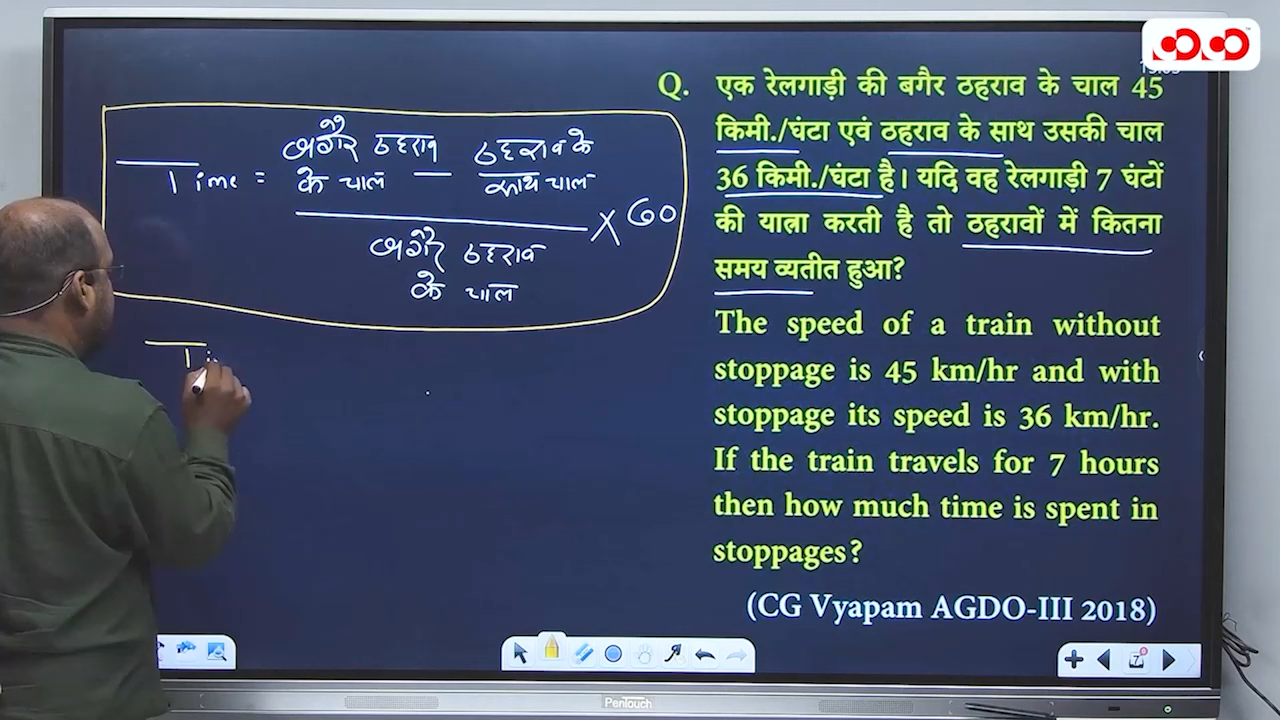 Q. एक रेलगाड़ी की बगैर ठहराव के चाल 45
किमी./घंटा एवं ठहराव के साथ उसकी चाल
36 किमी./घंटा है। यदि वह रेलगाड़ी 7 घंटों
की यात्रा करती है तो ठहरावों में कितना
समय व्यतीत हुआ?
The speed of a train without
stoppage is 45 km/hr and with
stoppage its speed is 36 km/hr.
If the train travels for 7 hours
then how much time is spent in
stoppages?
(CG Vyapam AGDO-III 2018)
बगैर ठहराव – ठहराव के
Time = के चाल साथ चाल
× 60
बगैर ठहराव
के चाल
T
PenTouch